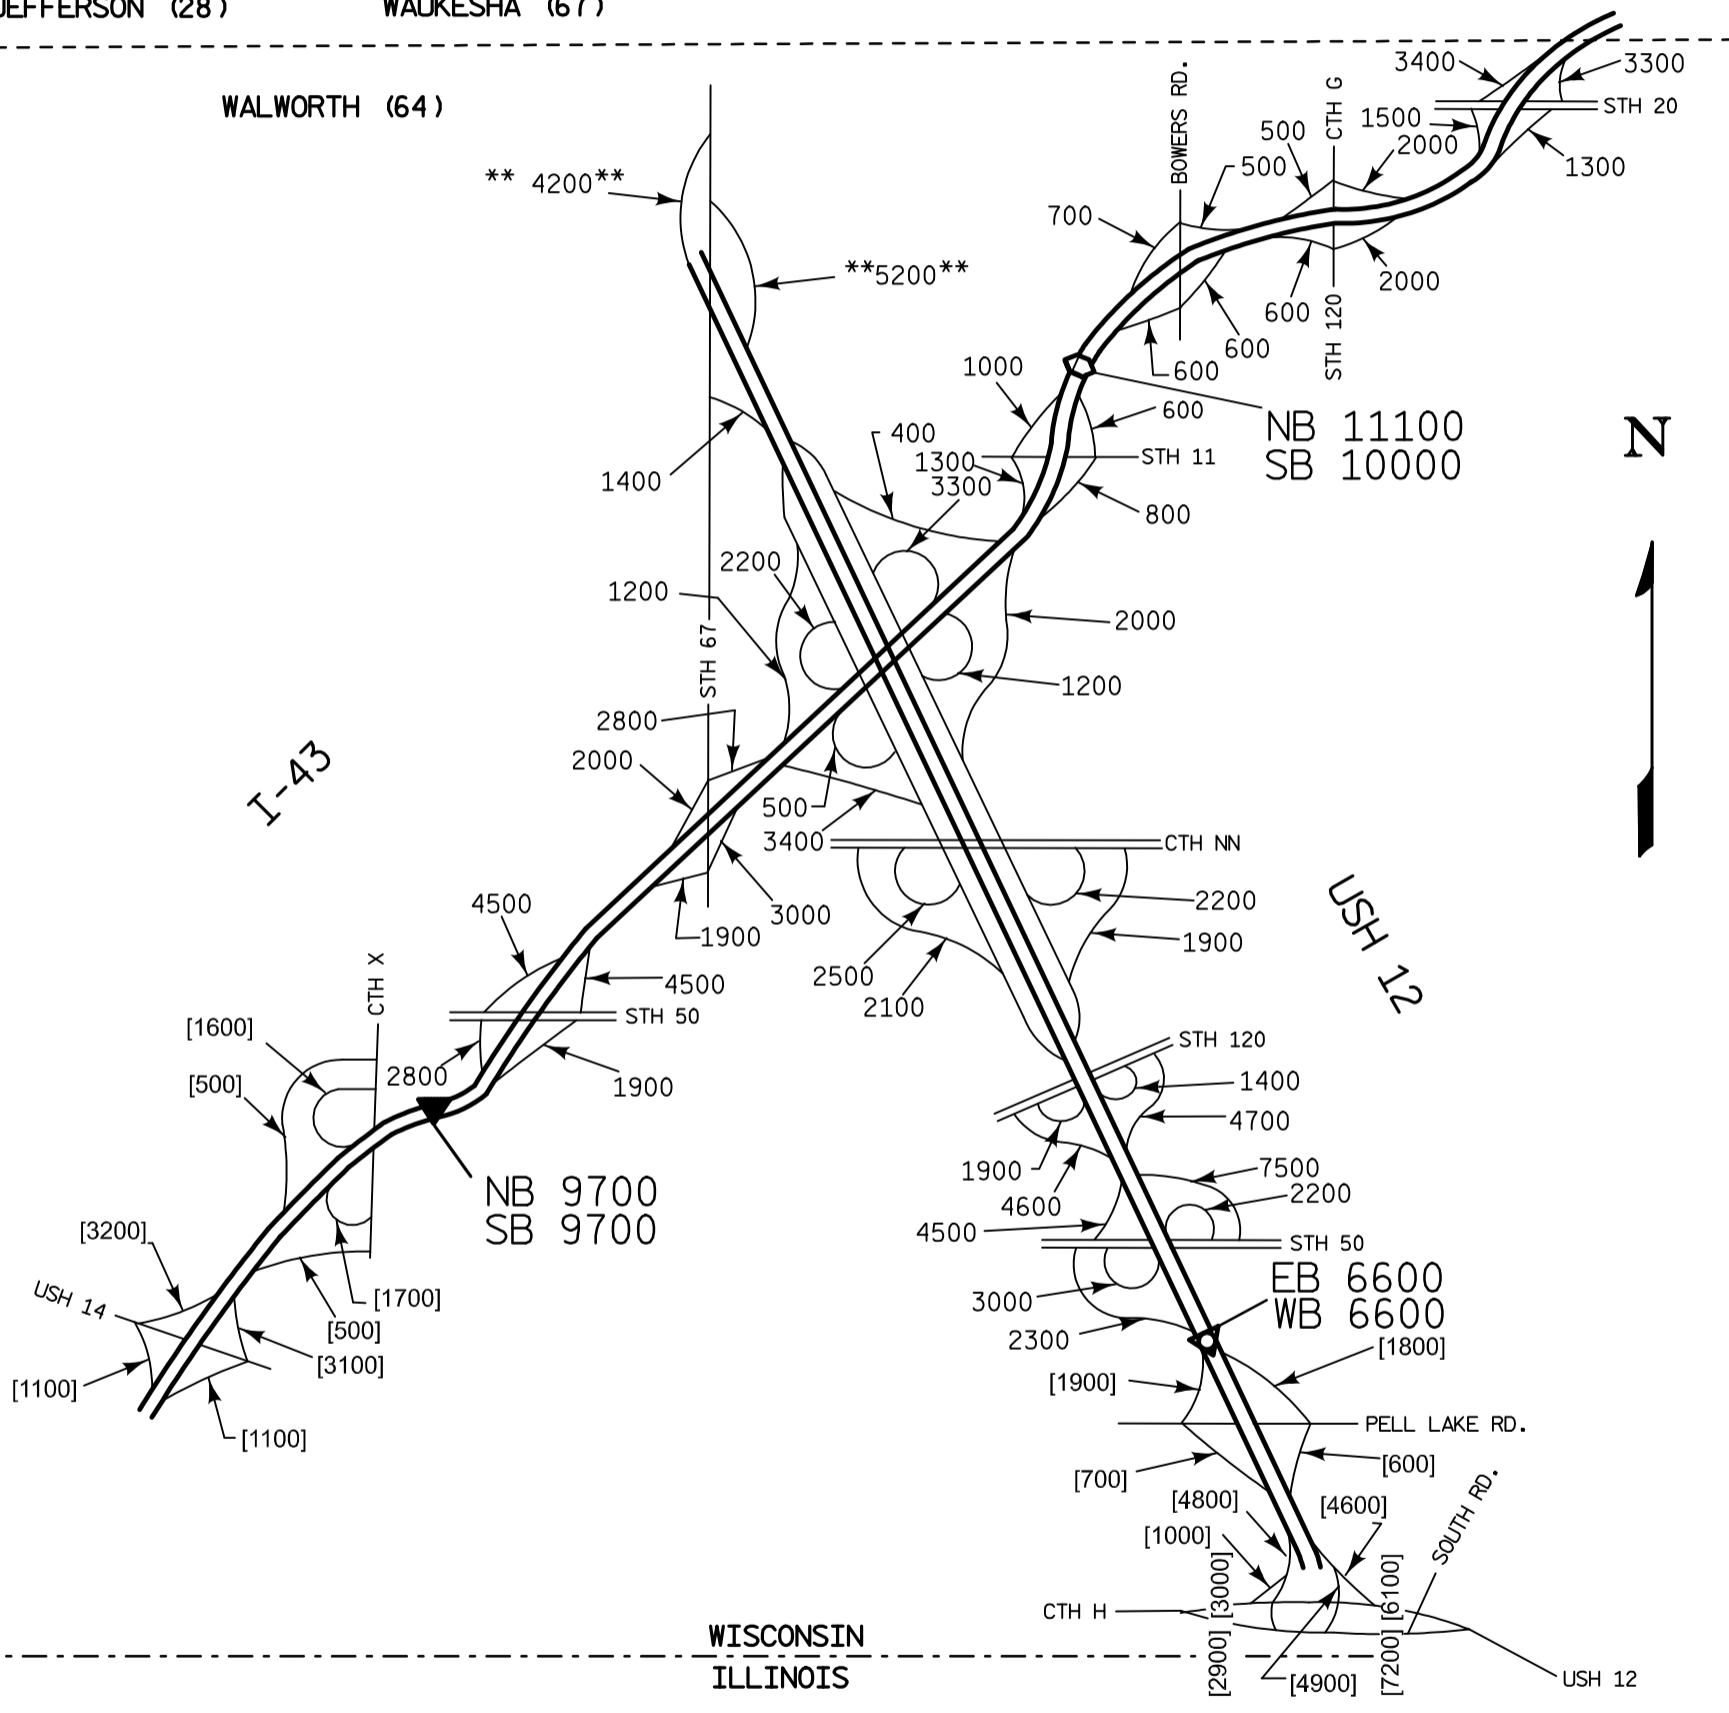 JEFFERSON (28) WAUKESHA (67)
WALWORTH (64)
3400
3300
STH 20
1500
1300
2000
CTH G
500
BOWERS RD.
500
** 4200**
700
**5200**
2000
600
STH 120
600
600
1000
600
NB 11100
SB 10000
N
400
1300
STH 11
3300
1400
800
2200
1200
2000
STH 67
1200
2800
2000
I-43
500
3400
CTH NN
4500
3000
2200
1900
1900
USH 12
2500
2100
CTH X
4500
STH 50
[1600]
2800
1900
[500]
STH 120
1400
4700
1900
4600
7500
2200
4500
STH 50
NB 9700
SB 9700
[3200]
USH 14
[1700]
[500]
[3100]
[1100]
[1100]
EB 6600
WB 6600
3000
2300
[1800]
[1900]
PELL LAKE RD.
[700]
[600]
[4800]
[4600]
SOUTH RD.
[1000]
CTH H
[2900] [3000]
[7200] [6100]
[4900]
USH 12
WISCONSIN
ILLINOIS